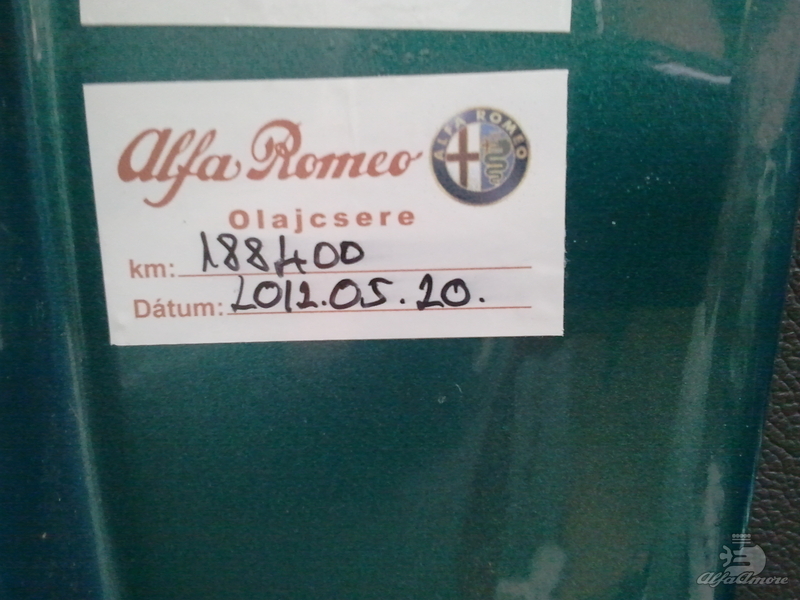 Alfa Romeo
ALFA ROMEO
Olajcsere
km: 188400
Dátum: 2012.05.20.
AlfaAmore